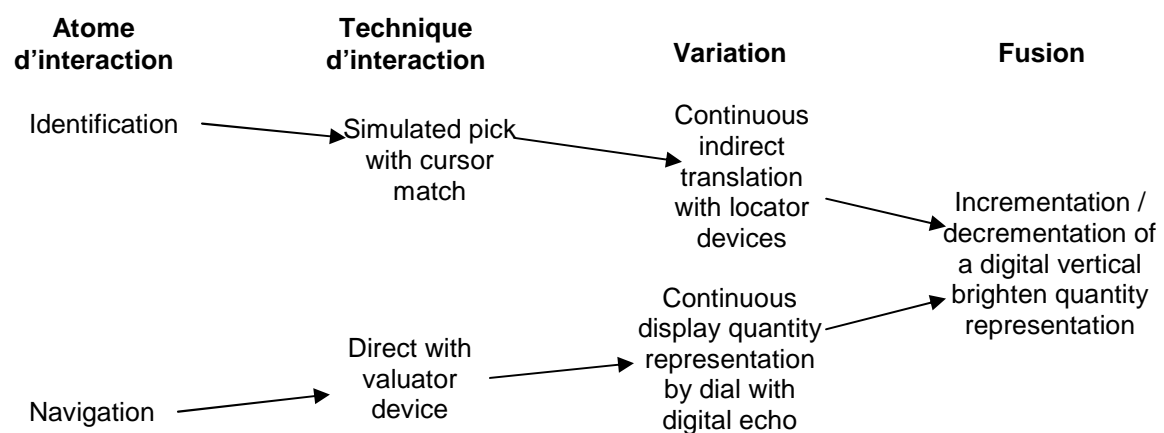 Atome
d'interaction
Technique
d'interaction
Variation
Fusion
Identification
Simulated pick
with cursor
match
Continuous
indirect
translation
with locator
devices
Incrementation /
decrementation of
a digital vertical
brighten quantity
representation
Navigation
Direct with
valuator
device
Continuous
display quantity
representation
by dial with
digital echo